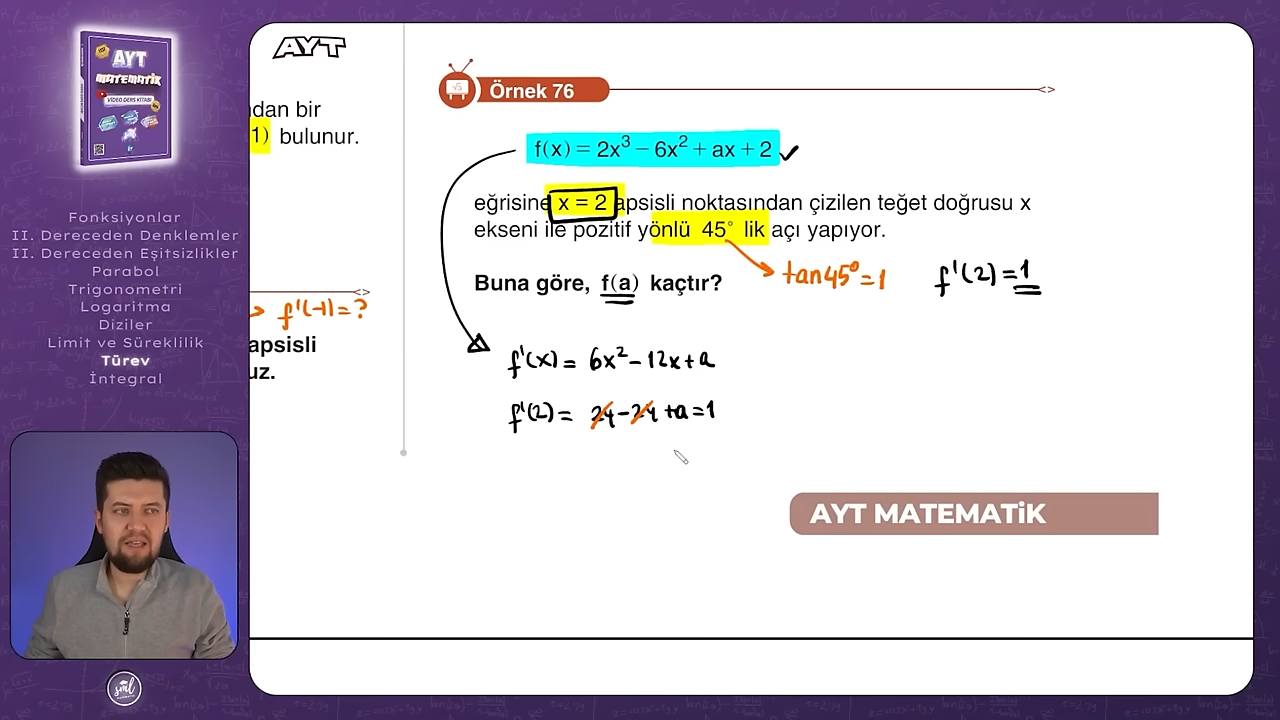 AYT
MATEMATİK
VİDEO DERS KİTABI
Fonksiyonlar
II. Dereceden Denklemler
II. Dereceden Eşitsizlikler
Parabol
Trigonometri
Logaritma
Diziler
Limit ve Süreklilik
Türev
İntegral
sml
AYT
ndan bir
1) bulunur.
f'(-1) = ?
apsisli
uz.
Örnek 76
f(x) = 2x³ − 6x² + ax + 2
eğrisine x = 2 apsisli noktasından çizilen teğet doğrusu x
ekseni ile pozitif yönlü 45° lik açı yapıyor.
tan45° = 1
f'(2) = 1
Buna göre, f(a) kaçtır?
f'(x) = 6x² − 12x + a
f'(2) = 24 − 24 + a = 1
AYT MATEMATİK